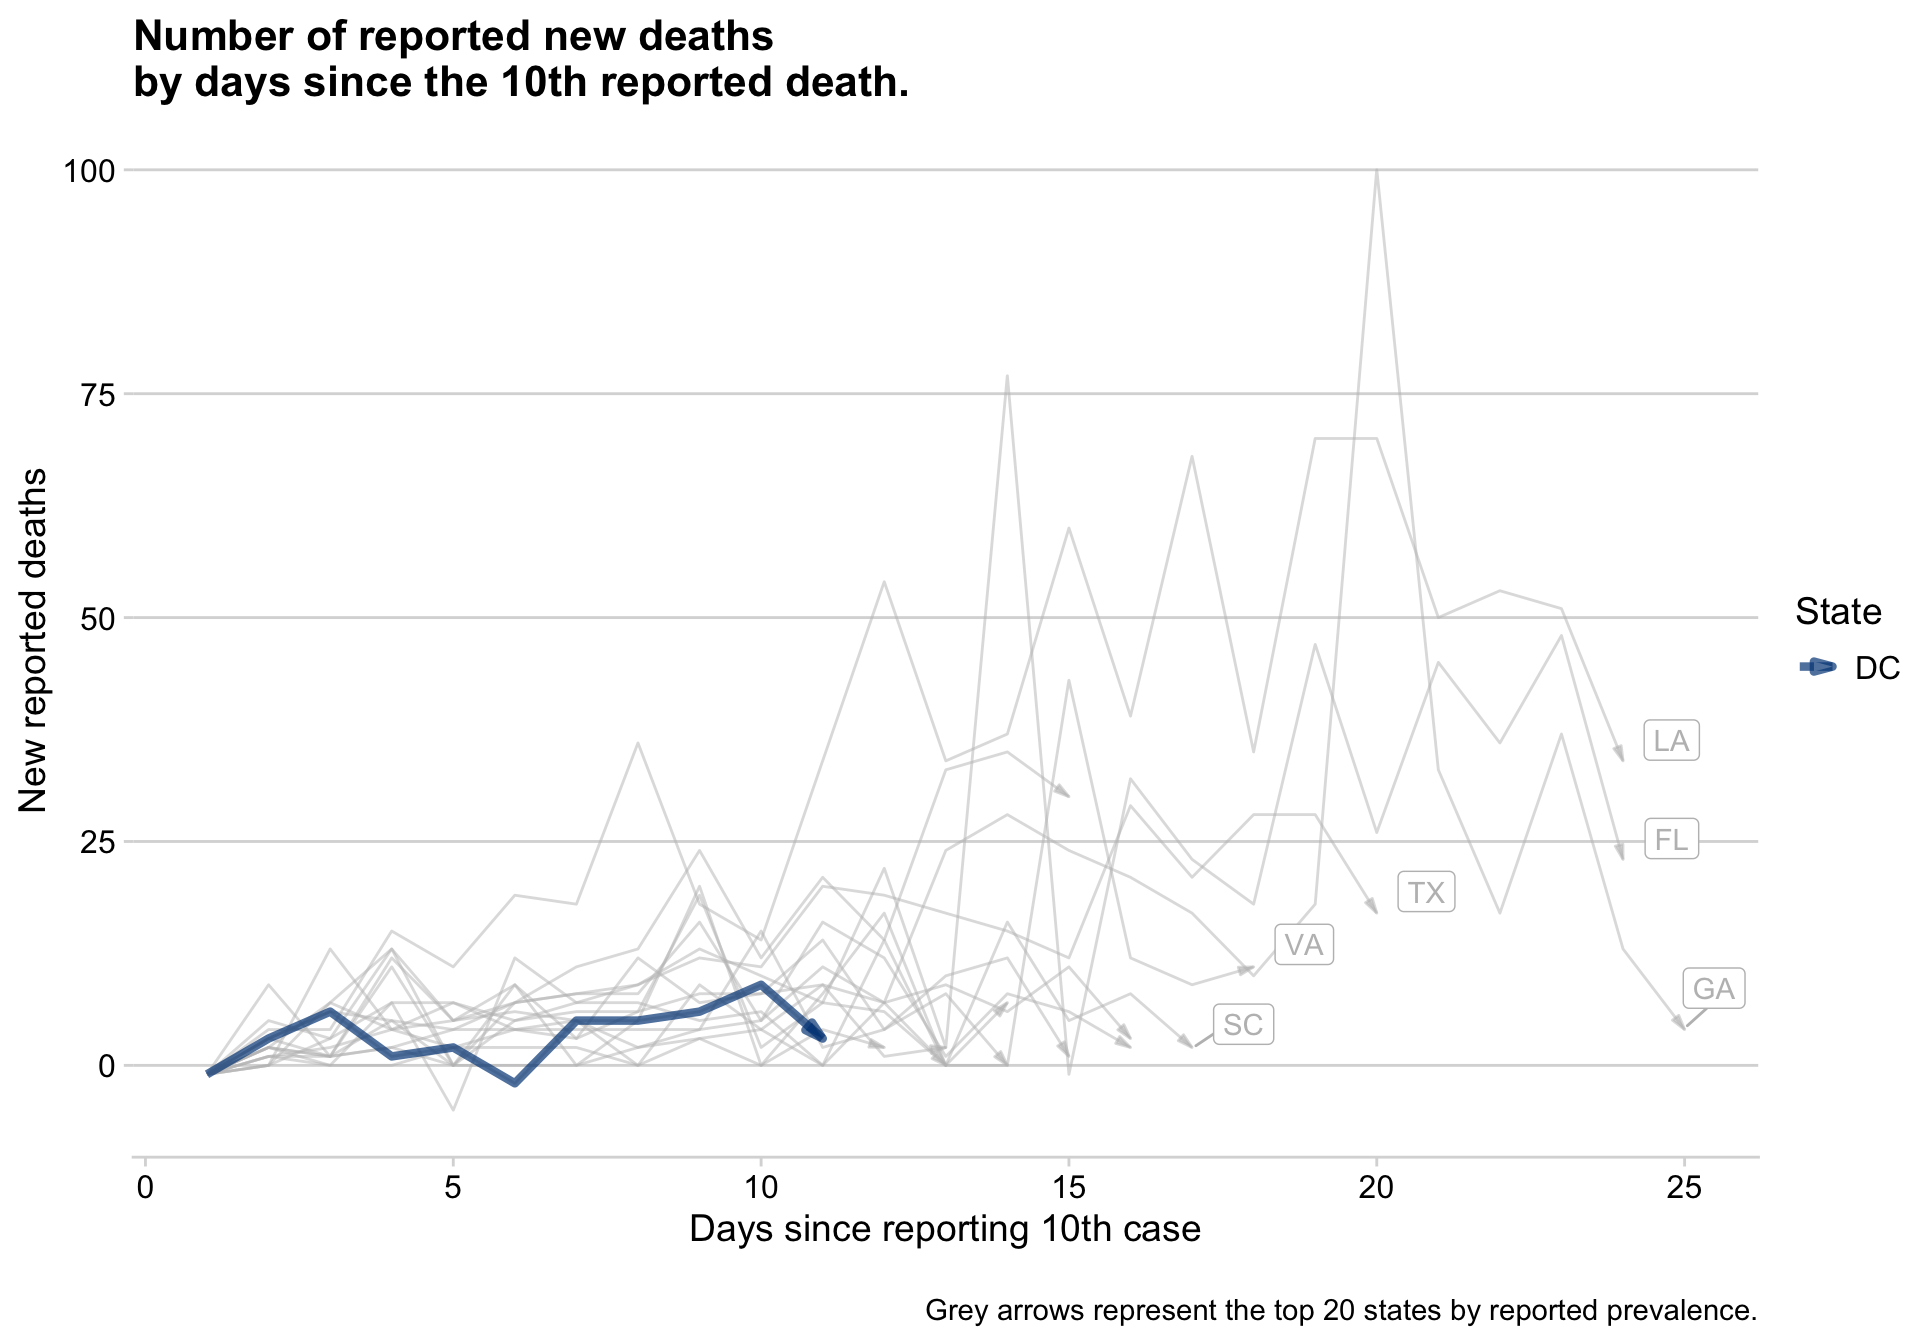 Number of reported new deaths
by days since the 10th reported death.
100
75
50
25
0
New reported deaths
LA
FL
TX
VA
GA
SC
State
DC
0 5 10 15 20 25
Days since reporting 10th case
Grey arrows represent the top 20 states by reported prevalence.